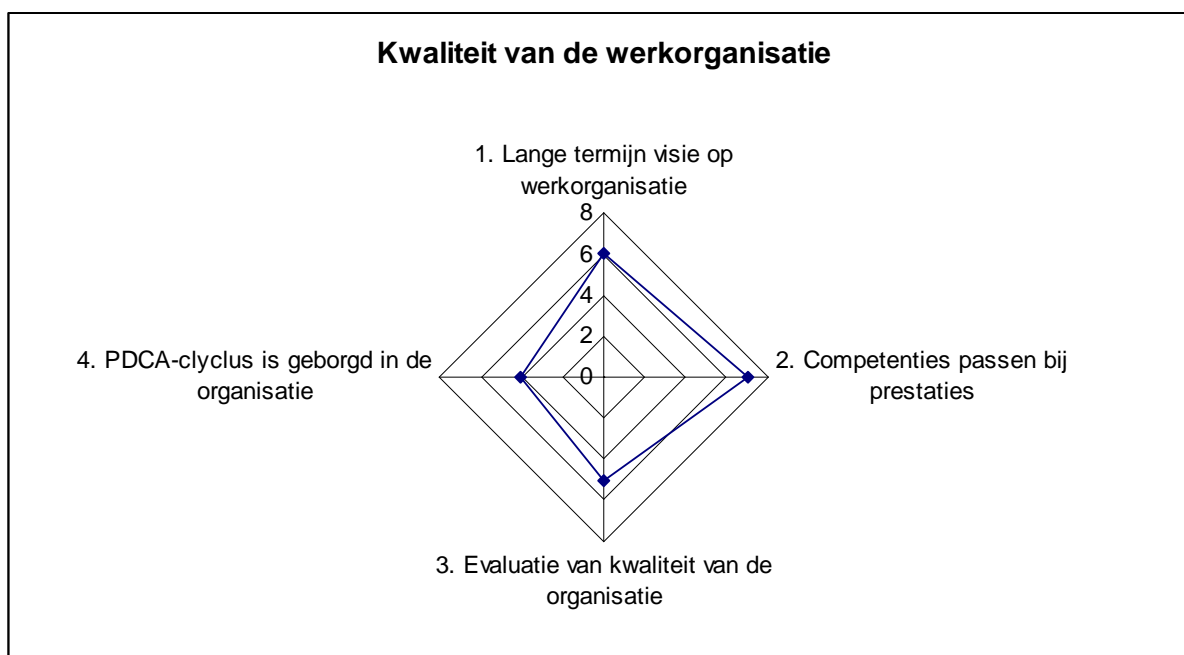 Kwaliteit van de werkorganisatie
1. Lange termijn visie op
werkorganisatie
8
6
4
2
0
4. PDCA-clyclus is geborgd in de
organisatie
2. Competenties passen bij
prestaties
3. Evaluatie van kwaliteit van de
organisatie